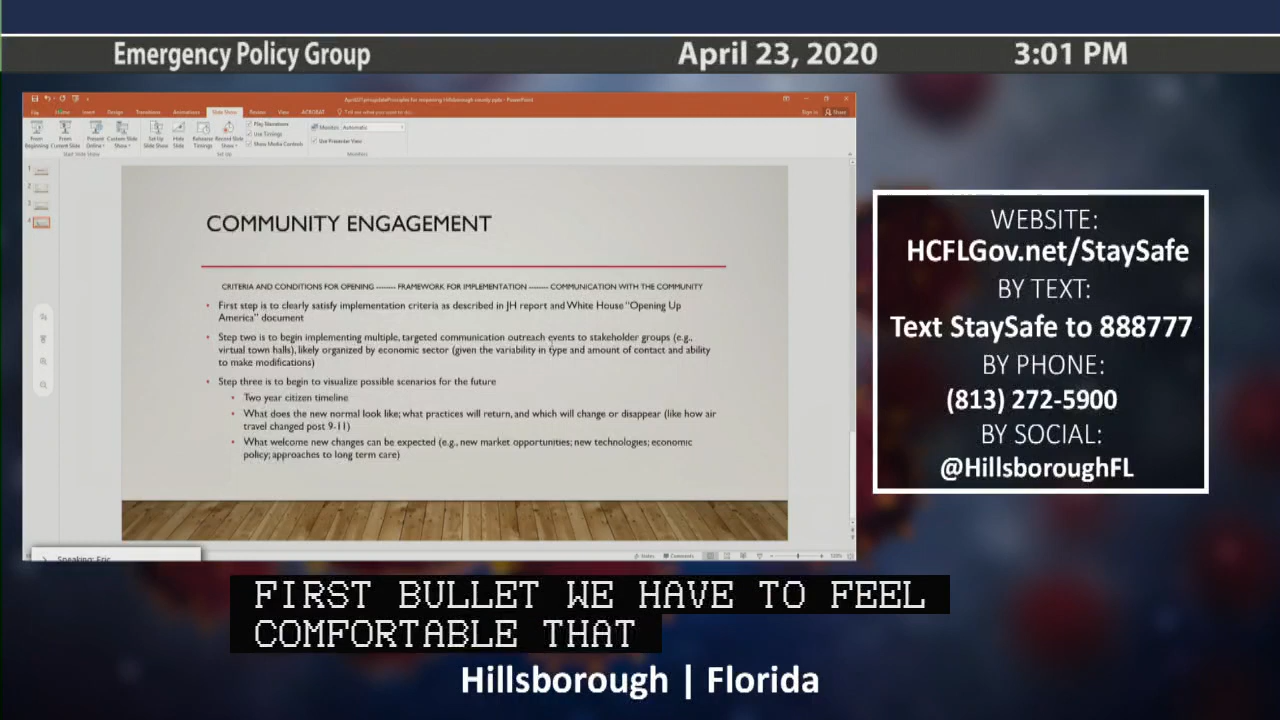 Emergency Policy Group
April 23, 2020
3:01 PM
Slide Show
COMMUNITY ENGAGEMENT
CRITERIA AND CONDITIONS FOR OPENING -------- FRAMEWORK FOR IMPLEMENTATION -------- COMMUNICATION WITH THE COMMUNITY
• First step is to clearly satisfy implementation criteria as described in JH report and White House "Opening Up
America" document
• Step two is to begin implementing multiple, targeted communication outreach events to stakeholder groups (e.g.,
virtual town halls), likely organized by economic sector (given the variability in type and amount of contact and ability
to make modifications)
• Step three is to begin to visualize possible scenarios for the future
• Two year citizen timeline
• What does the new normal look like; what practices will return, and which will change or disappear (like how air
travel changed post 9-11)
• What welcome new changes can be expected (e.g., new market opportunities; new technologies; economic
policy; approaches to long term care)
Speaking: Eric
WEBSITE:
HCFLGov.net/StaySafe
BY TEXT:
Text StaySafe to 888777
BY PHONE:
(813) 272-5900
BY SOCIAL:
@HillsboroughFL
FIRST BULLET WE HAVE TO FEEL
COMFORTABLE THAT
Hillsborough | Florida